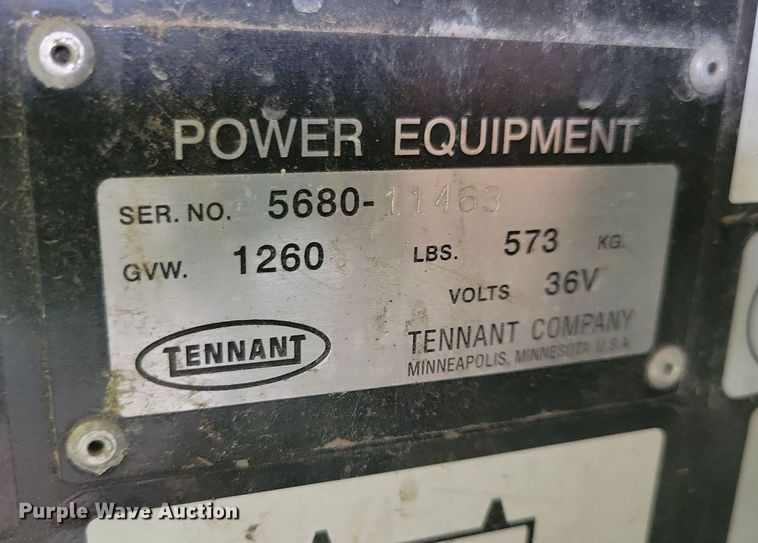 POWER EQUIPMENT
SER. NO. 5680-11463
GVW. 1260 LBS. 573 KG.
VOLTS 36V
TENNANT
TENNANT COMPANY
MINNEAPOLIS, MINNESOTA U.S.A.
Purple Wave Auction